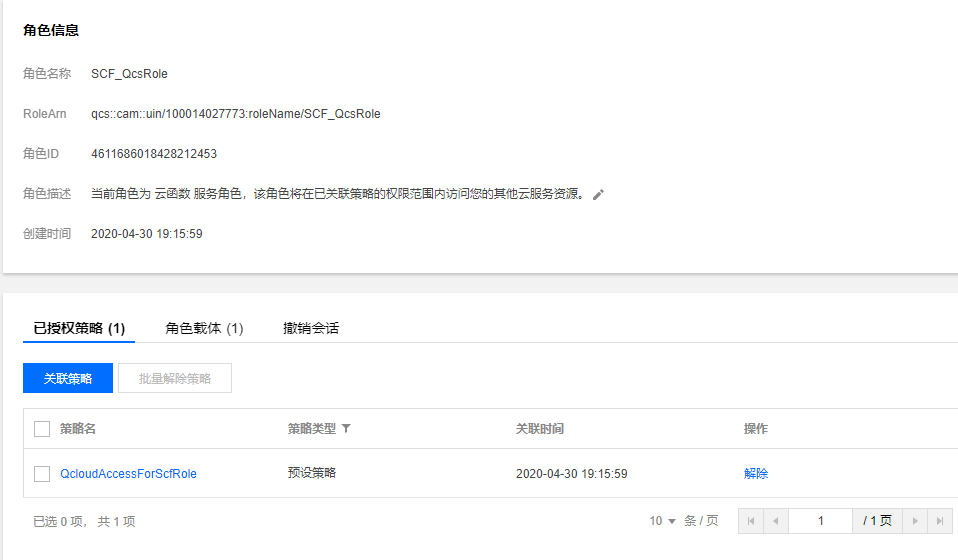 角色信息
角色名称 SCF_QcsRole
RoleArn qcs::cam::uin/100014027773:roleName/SCF_QcsRole
角色ID 4611686018428212453
角色描述 当前角色为 云函数 服务角色，该角色将在已关联策略的权限范围内访问您的其他云服务资源。
创建时间 2020-04-30 19:15:59
已授权策略 (1) 角色载体 (1) 撤销会话
关联策略 批量解除策略
策略名 策略类型 关联时间 操作
QcloudAccessForScfRole 预设策略 2020-04-30 19:15:59 解除
已选 0 项， 共 1 项 10 条 / 页 1 / 1 页